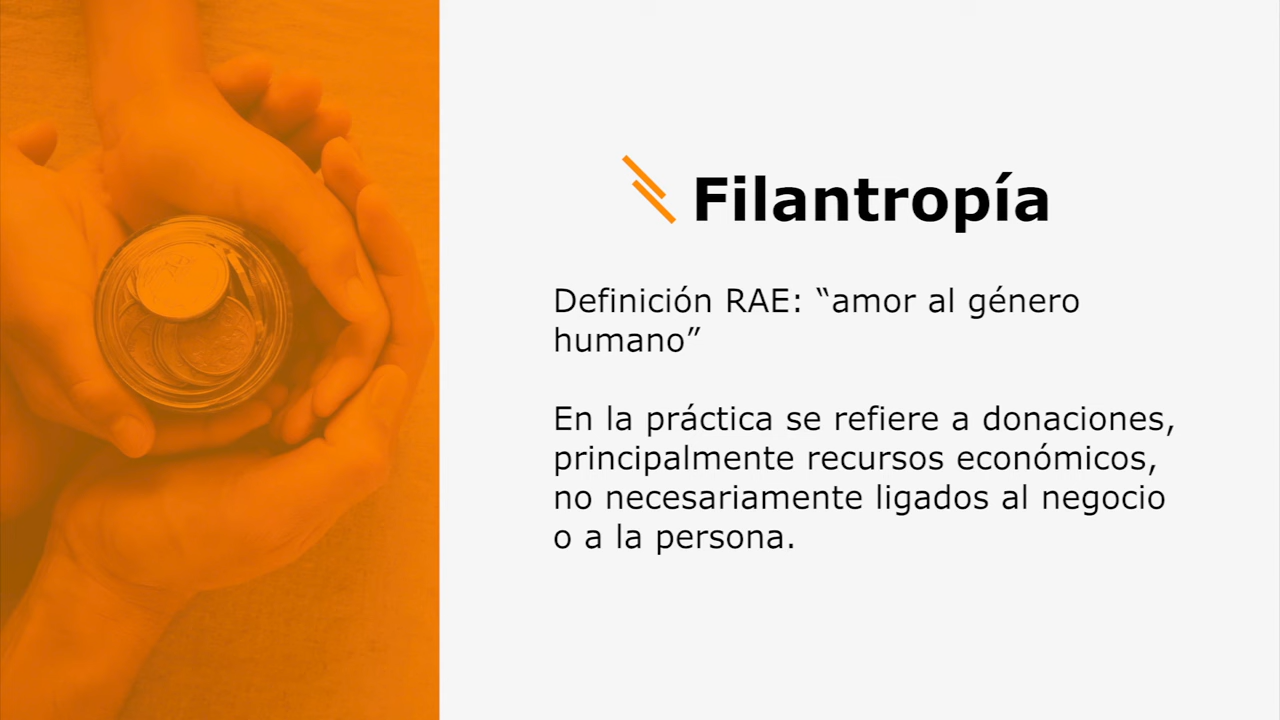 Filantropía
Definición RAE: “amor al género
humano”
En la práctica se refiere a donaciones,
principalmente recursos económicos,
no necesariamente ligados al negocio
o a la persona.